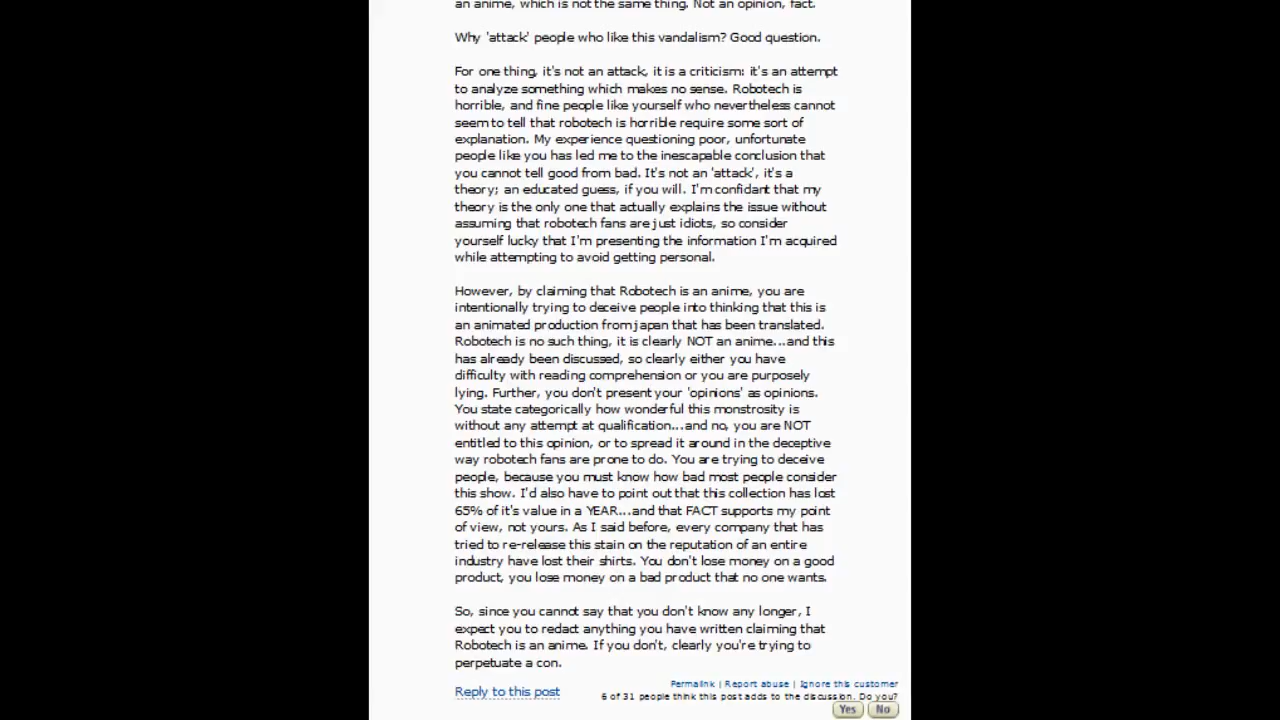 an anime, which is not the same thing. Not an opinion, fact.
Why 'attack' people who like this vandalism? Good question.
For one thing, it's not an attack, it is a criticism: it's an attempt
to analyze something which makes no sense. Robotech is
horrible, and fine people like yourself who nevertheless cannot
seem to tell that robotech is horrible require some sort of
explanation. My experience questioning poor, unfortunate
people like you has led me to the inescapable conclusion that
you cannot tell good from bad. It's not an 'attack', it's a
theory; an educated guess, if you will. I'm confidant that my
theory is the only one that actually explains the issue without
assuming that robotech fans are just idiots, so consider
yourself lucky that I'm presenting the information I'm acquired
while attempting to avoid getting personal.
However, by claiming that Robotech is an anime, you are
intentionally trying to deceive people into thinking that this is
an animated production from japan that has been translated.
Robotech is no such thing, it is clearly NOT an anime...and this
has already been discussed, so clearly either you have
difficulty with reading comprehension or you are purposely
lying. Further, you don't present your 'opinions' as opinions.
You state categorically how wonderful this monstrosity is
without any attempt at qualification...and no, you are NOT
entitled to this opinion, or to spread it around in the deceptive
way robotech fans are prone to do. You are trying to deceive
people, because you must know how bad most people consider
this show. I'd also have to point out that this collection has lost
65% of it's value in a YEAR...and that FACT supports my point
of view, not yours. As I said before, every company that has
tried to re-release this stain on the reputation of an entire
industry have lost their shirts. You don't lose money on a good
product, you lose money on a bad product that no one wants.
So, since you cannot say that you don't know any longer, I
expect you to redact anything you have written claiming that
Robotech is an anime. If you don't, clearly you're trying to
perpetuate a con.
Permalink | Report abuse | Ignore this customer
Reply to this post
6 of 31 people think this post adds to the discussion. Do you?
Yes No